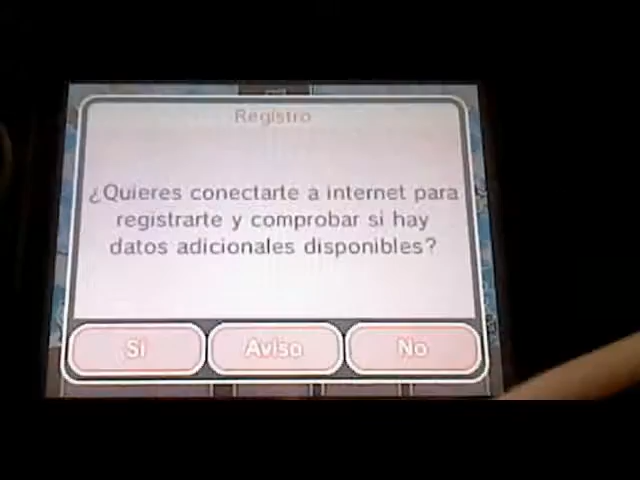 Registro
¿Quieres conectarte a internet para
registrarte y comprobar si hay
datos adicionales disponibles?
Sí
Aviso
No